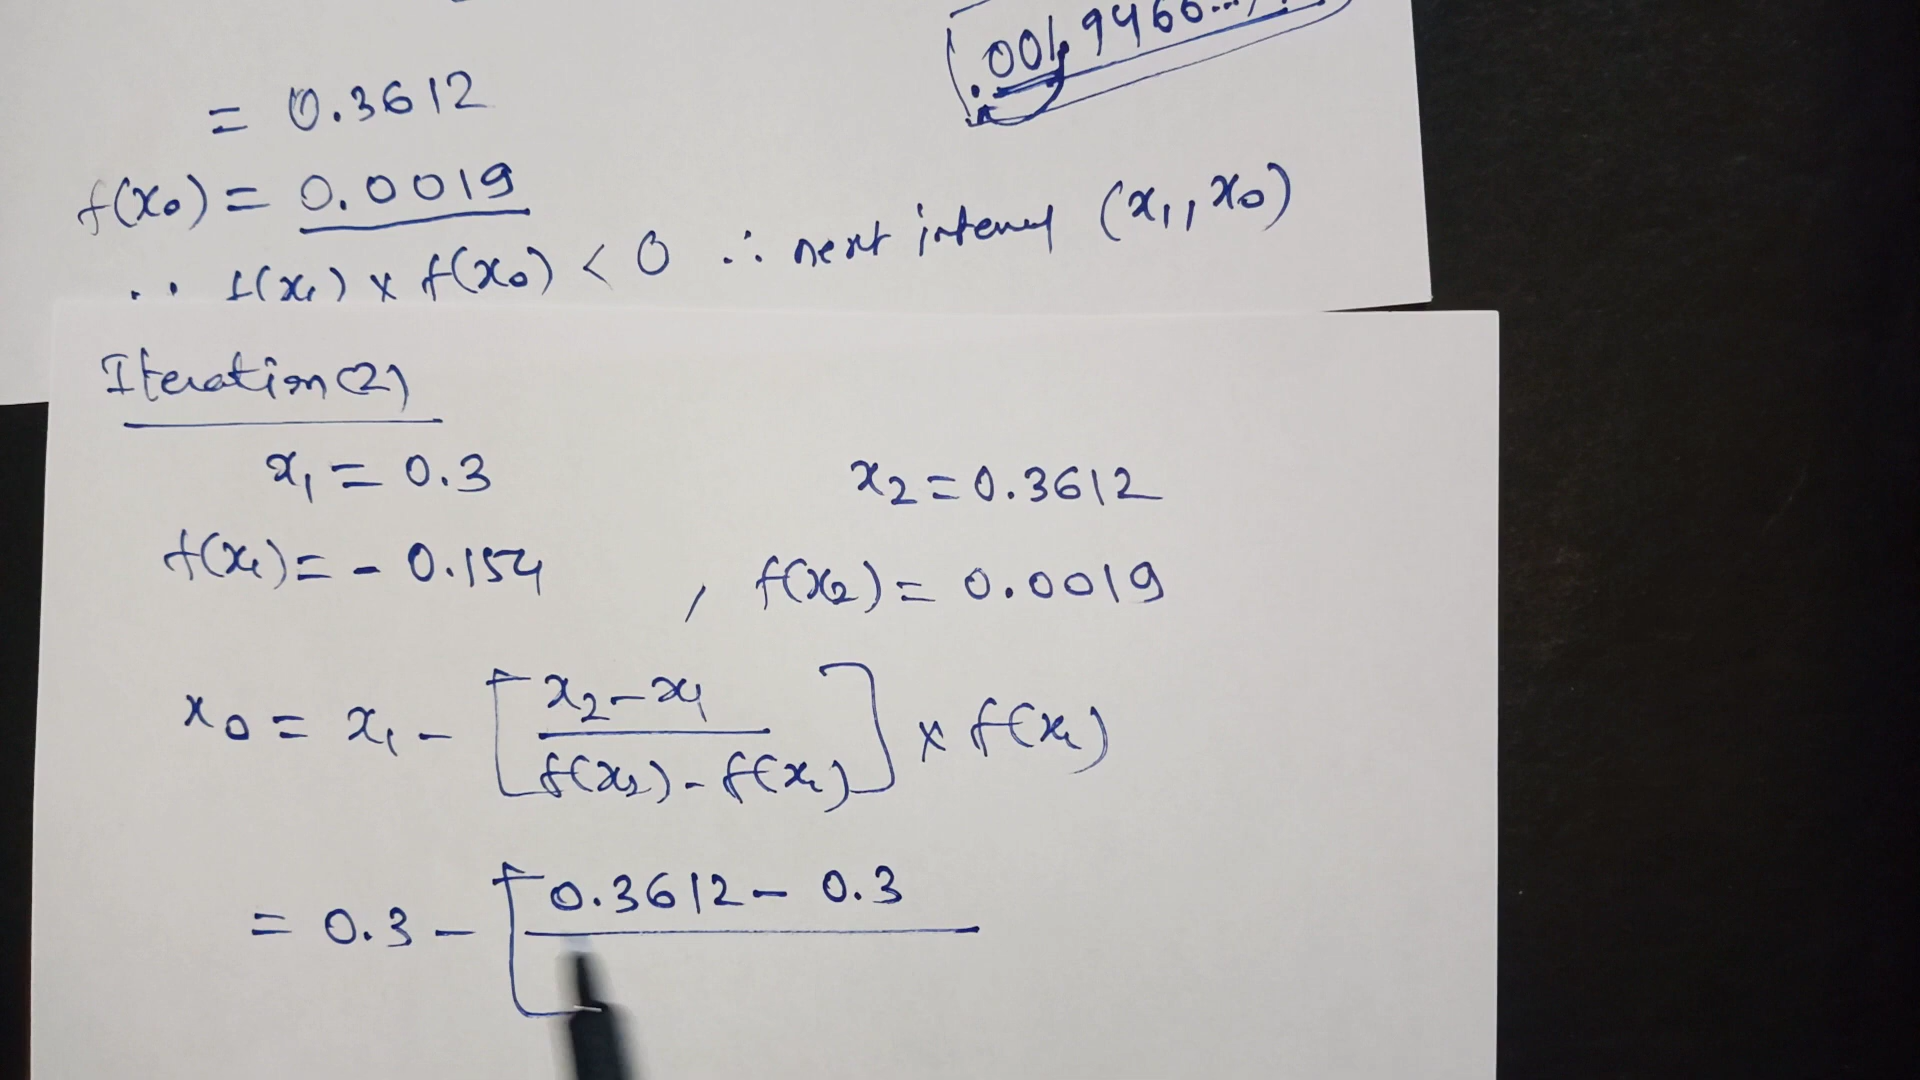 .0019466...
= 0.3612
f(x₀) = 0.0019
∴ f(x₁) x f(x₀) < 0 ∴ next interval (x₁, x₀)
Iteration (2)
x₁ = 0.3 x₂ = 0.3612
f(x₁) = - 0.154 , f(x₂) = 0.0019
x₀ = x₁ - [ x₂ - x₁ / f(x₂) - f(x₁) ] x f(x₁)
= 0.3 - [ 0.3612 - 0.3